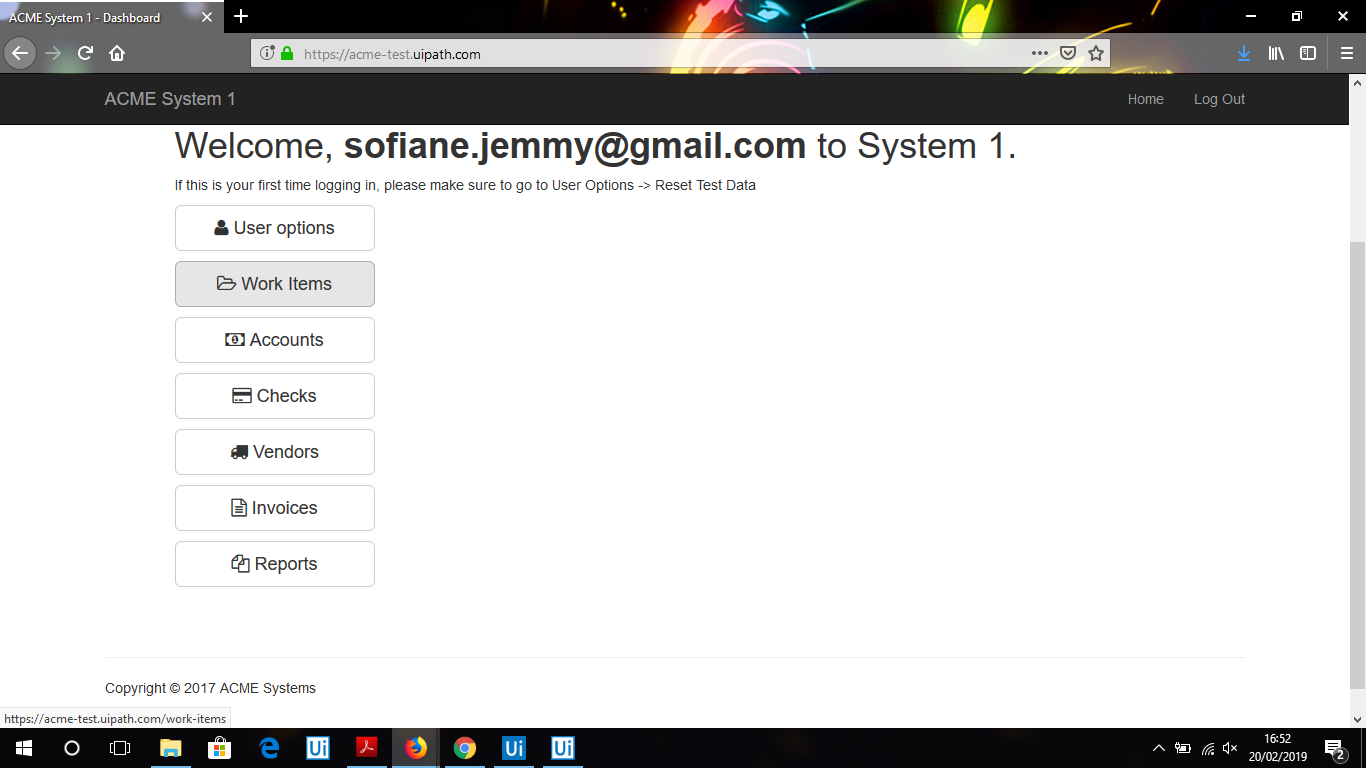 ACME System 1 - Dashboard
https://acme-test.uipath.com
ACME System 1
Home
Log Out
Welcome, sofiane.jemmy@gmail.com to System 1.
If this is your first time logging in, please make sure to go to User Options -> Reset Test Data
User options
Work Items
Accounts
Checks
Vendors
Invoices
Reports
Copyright © 2017 ACME Systems
https://acme-test.uipath.com/work-items
Ui
Ui
Ui
16:52
20/02/2019
2